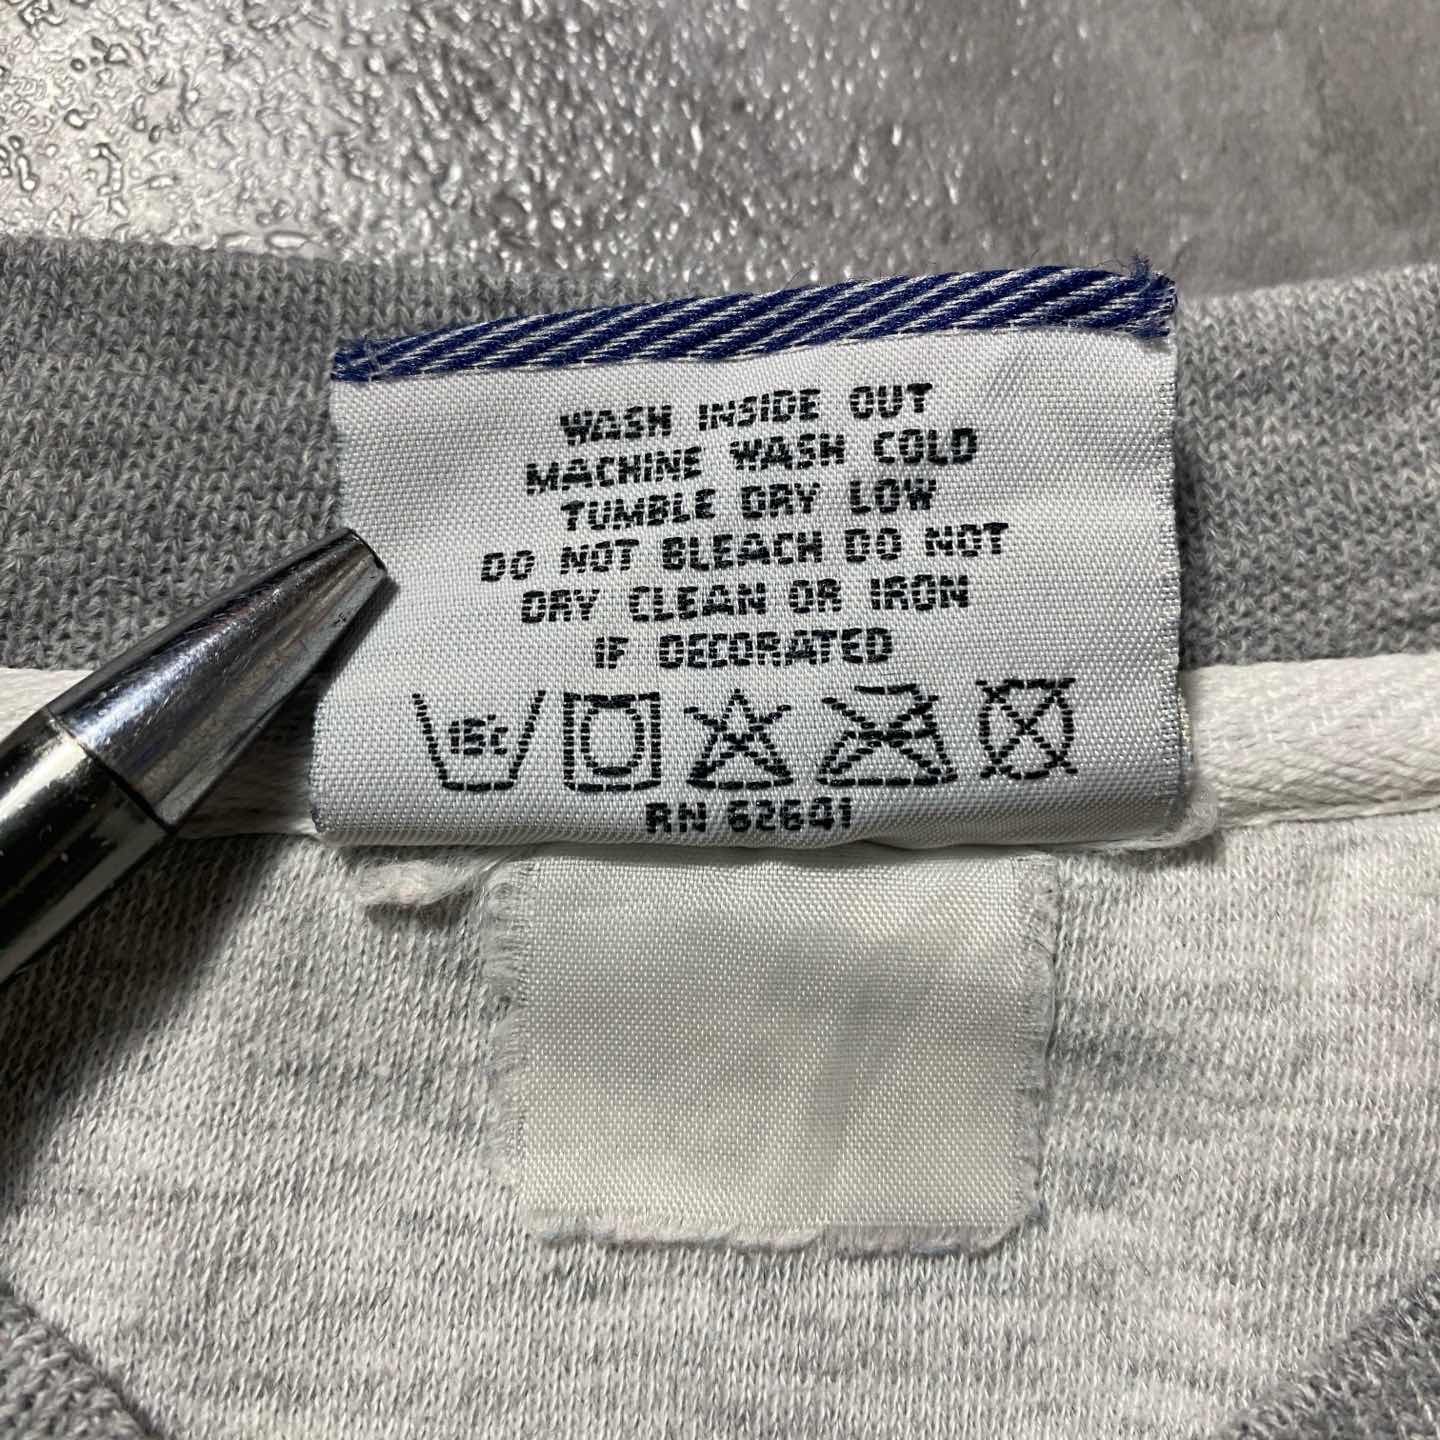 WASH INSIDE OUT
MACHINE WASH COLD
TUMBLE DRY LOW
DO NOT BLEACH DO NOT
DRY CLEAN OR IRON
IF DECORATED
15c
RN 62641